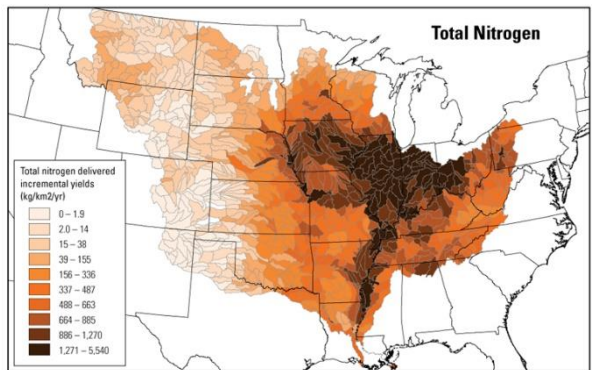 Total Nitrogen
Total nitrogen delivered
incremental yields
(kg/km2/yr)
0 – 1.9
2.0 – 14
15 – 38
39 – 155
156 – 336
337 – 487
488 – 663
664 – 885
886 – 1,270
1,271 – 5,540